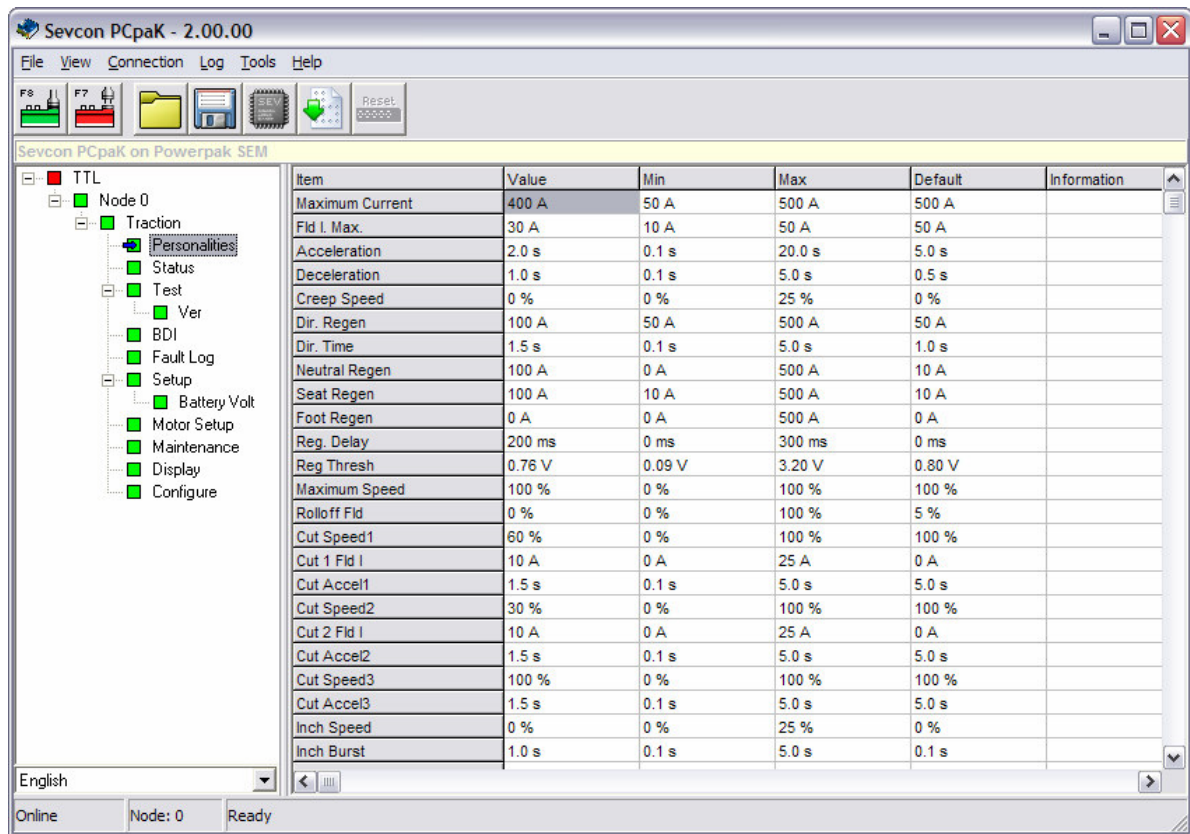 Sevcon PCpaK - 2.00.00
File View Connection Log Tools Help
F8 F7 SEV Reset
Sevcon PCpaK on Powerpak SEM
TTL
Node 0
Traction
Personalities
Status
Test
Ver
BDI
Fault Log
Setup
Battery Volt
Motor Setup
Maintenance
Display
Configure
English
Item Value Min Max Default Information
Maximum Current 400 A 50 A 500 A 500 A
Fld I. Max. 30 A 10 A 50 A 50 A
Acceleration 2.0 s 0.1 s 20.0 s 5.0 s
Deceleration 1.0 s 0.1 s 5.0 s 0.5 s
Creep Speed 0 % 0 % 25 % 0 %
Dir. Regen 100 A 50 A 500 A 50 A
Dir. Time 1.5 s 0.1 s 5.0 s 1.0 s
Neutral Regen 100 A 0 A 500 A 10 A
Seat Regen 100 A 10 A 500 A 10 A
Foot Regen 0 A 0 A 500 A 0 A
Reg. Delay 200 ms 0 ms 300 ms 0 ms
Reg Thresh 0.76 V 0.09 V 3.20 V 0.80 V
Maximum Speed 100 % 0 % 100 % 100 %
Rolloff Fld 0 % 0 % 100 % 5 %
Cut Speed1 60 % 0 % 100 % 100 %
Cut 1 Fld I 10 A 0 A 25 A 0 A
Cut Accel1 1.5 s 0.1 s 5.0 s 5.0 s
Cut Speed2 30 % 0 % 100 % 100 %
Cut 2 Fld I 10 A 0 A 25 A 0 A
Cut Accel2 1.5 s 0.1 s 5.0 s 5.0 s
Cut Speed3 100 % 0 % 100 % 100 %
Cut Accel3 1.5 s 0.1 s 5.0 s 5.0 s
Inch Speed 0 % 0 % 25 % 0 %
Inch Burst 1.0 s 0.1 s 5.0 s 0.1 s
Online Node: 0 Ready